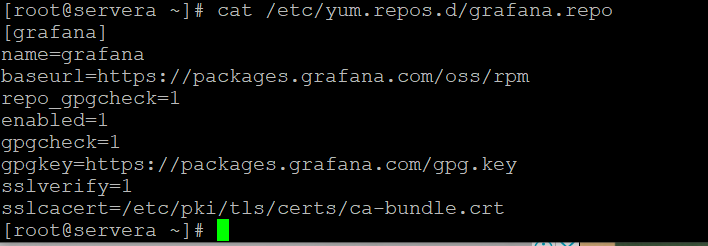 [root@servera ~]# cat /etc/yum.repos.d/grafana.repo
[grafana]
name=grafana
baseurl=https://packages.grafana.com/oss/rpm
repo_gpgcheck=1
enabled=1
gpgcheck=1
gpgkey=https://packages.grafana.com/gpg.key
sslverify=1
sslcacert=/etc/pki/tls/certs/ca-bundle.crt
[root@servera ~]#